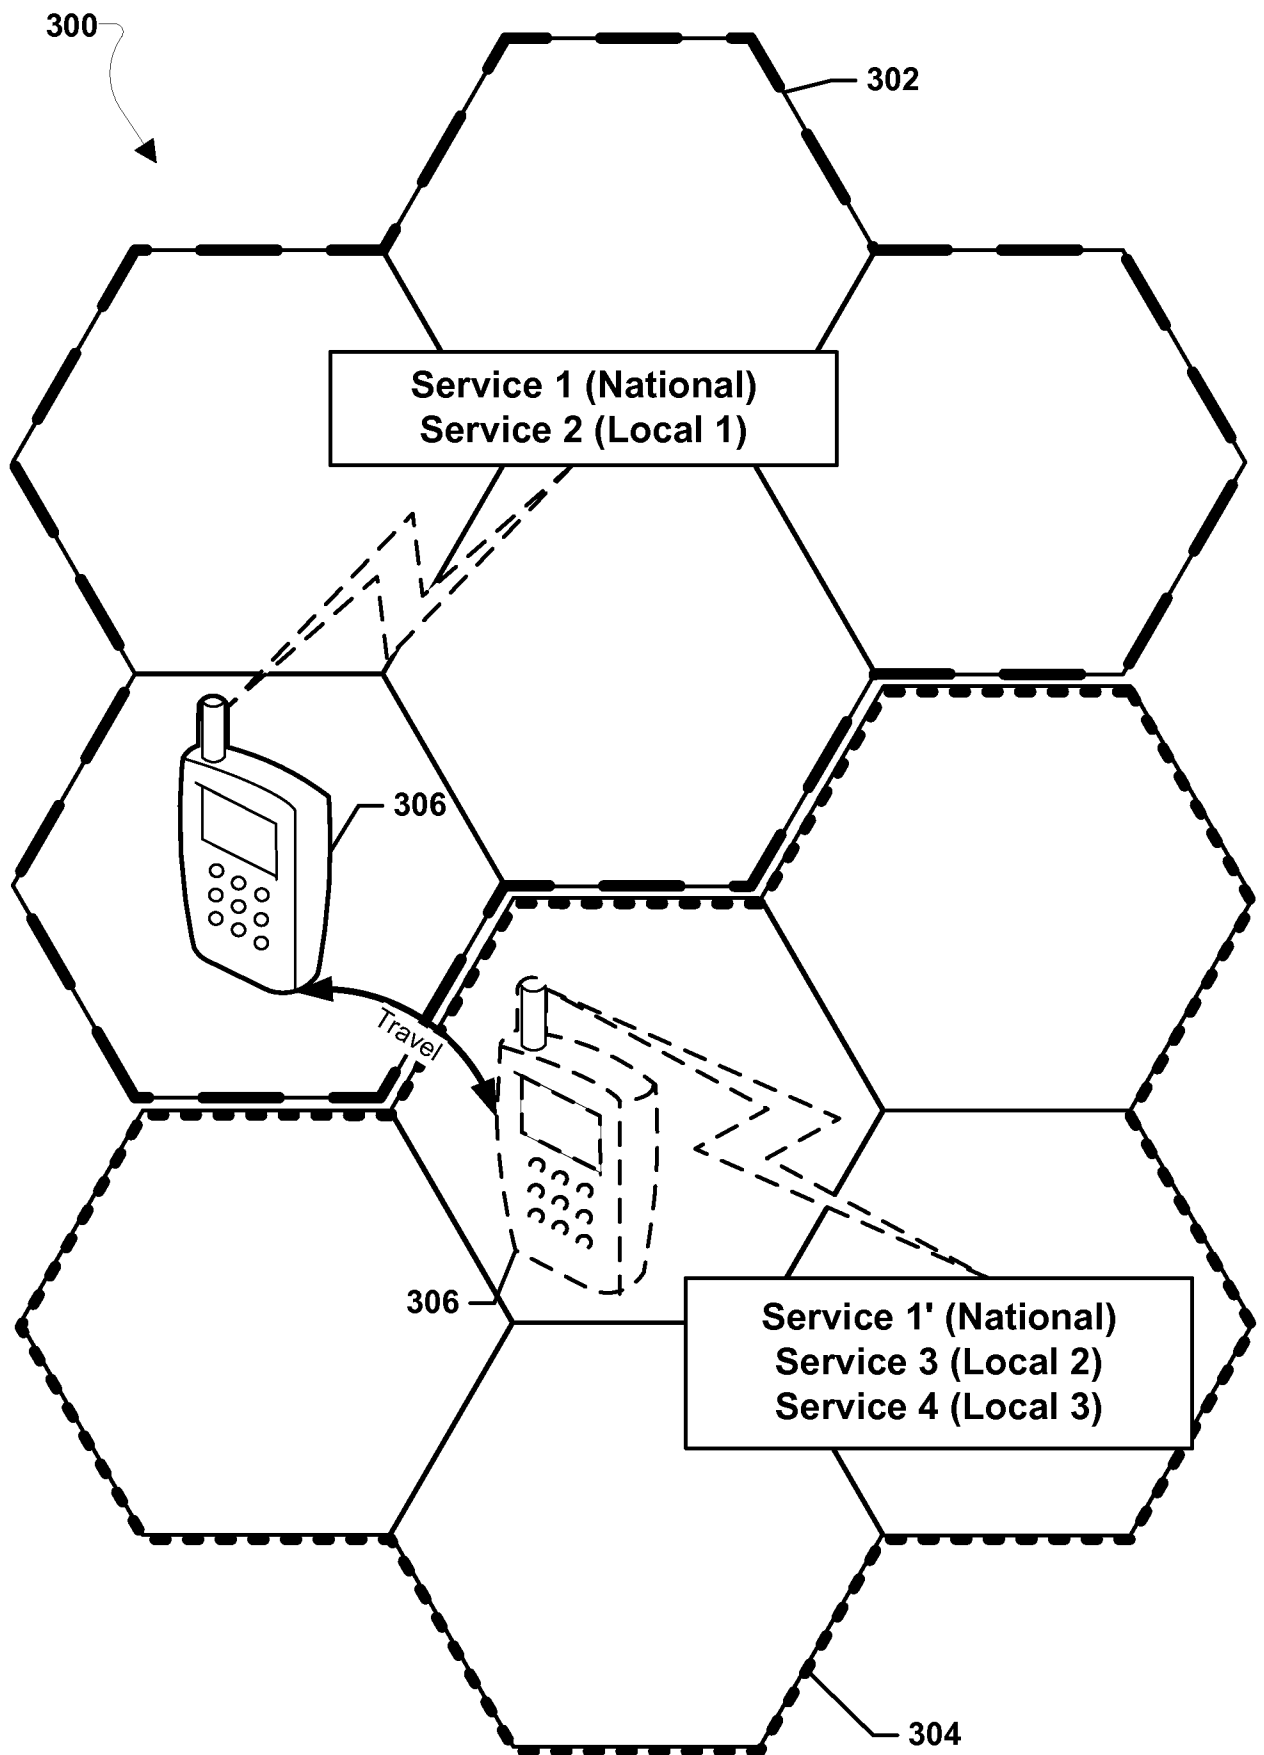 300
302
Service 1 (National)
Service 2 (Local 1)
306
Travel
306
Service 1' (National)
Service 3 (Local 2)
Service 4 (Local 3)
304